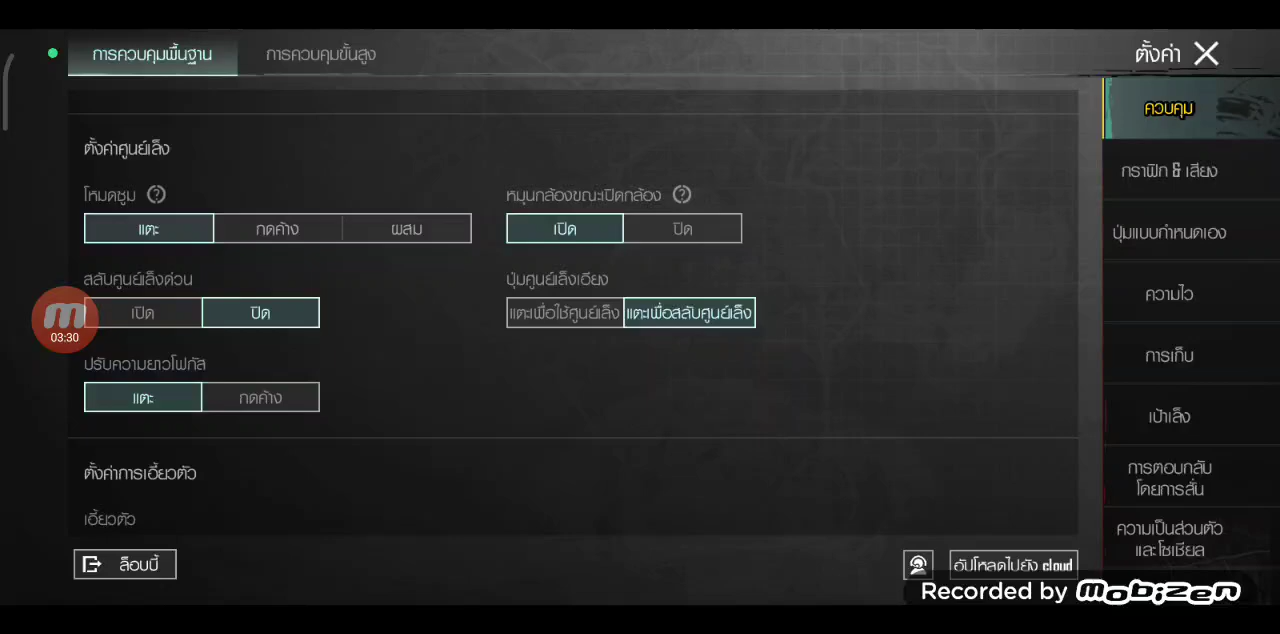 การควบคุมพื้นฐาน
การควบคุมขั้นสูง
ตั้งค่า
ควบคุม
กราฟิก & เสียง
ปุ่มแบบกำหนดเอง
ความไว
การเก็บ
เป้าเล็ง
การตอบกลับ
โดยการสั่น
ความเป็นส่วนตัว
และโซเชียล
ตั้งค่าศูนย์เล็ง
โหมดซูม
หมุนกล้องขณะเปิดกล้อง
แตะ
กดค้าง
ผสม
เปิด
ปิด
สลับศูนย์เล็งด่วน
ปุ่มศูนย์เล็งเอียง
เปิด
ปิด
แตะเพื่อใช้ศูนย์เล็ง
แตะเพื่อสลับศูนย์เล็ง
03:30
ปรับความยาวโฟกัส
แตะ
กดค้าง
ตั้งค่าการเอี้ยวตัว
เอี้ยวตัว
ล็อบบี้
อัปโหลดไปยัง cloud
Recorded by mobizen